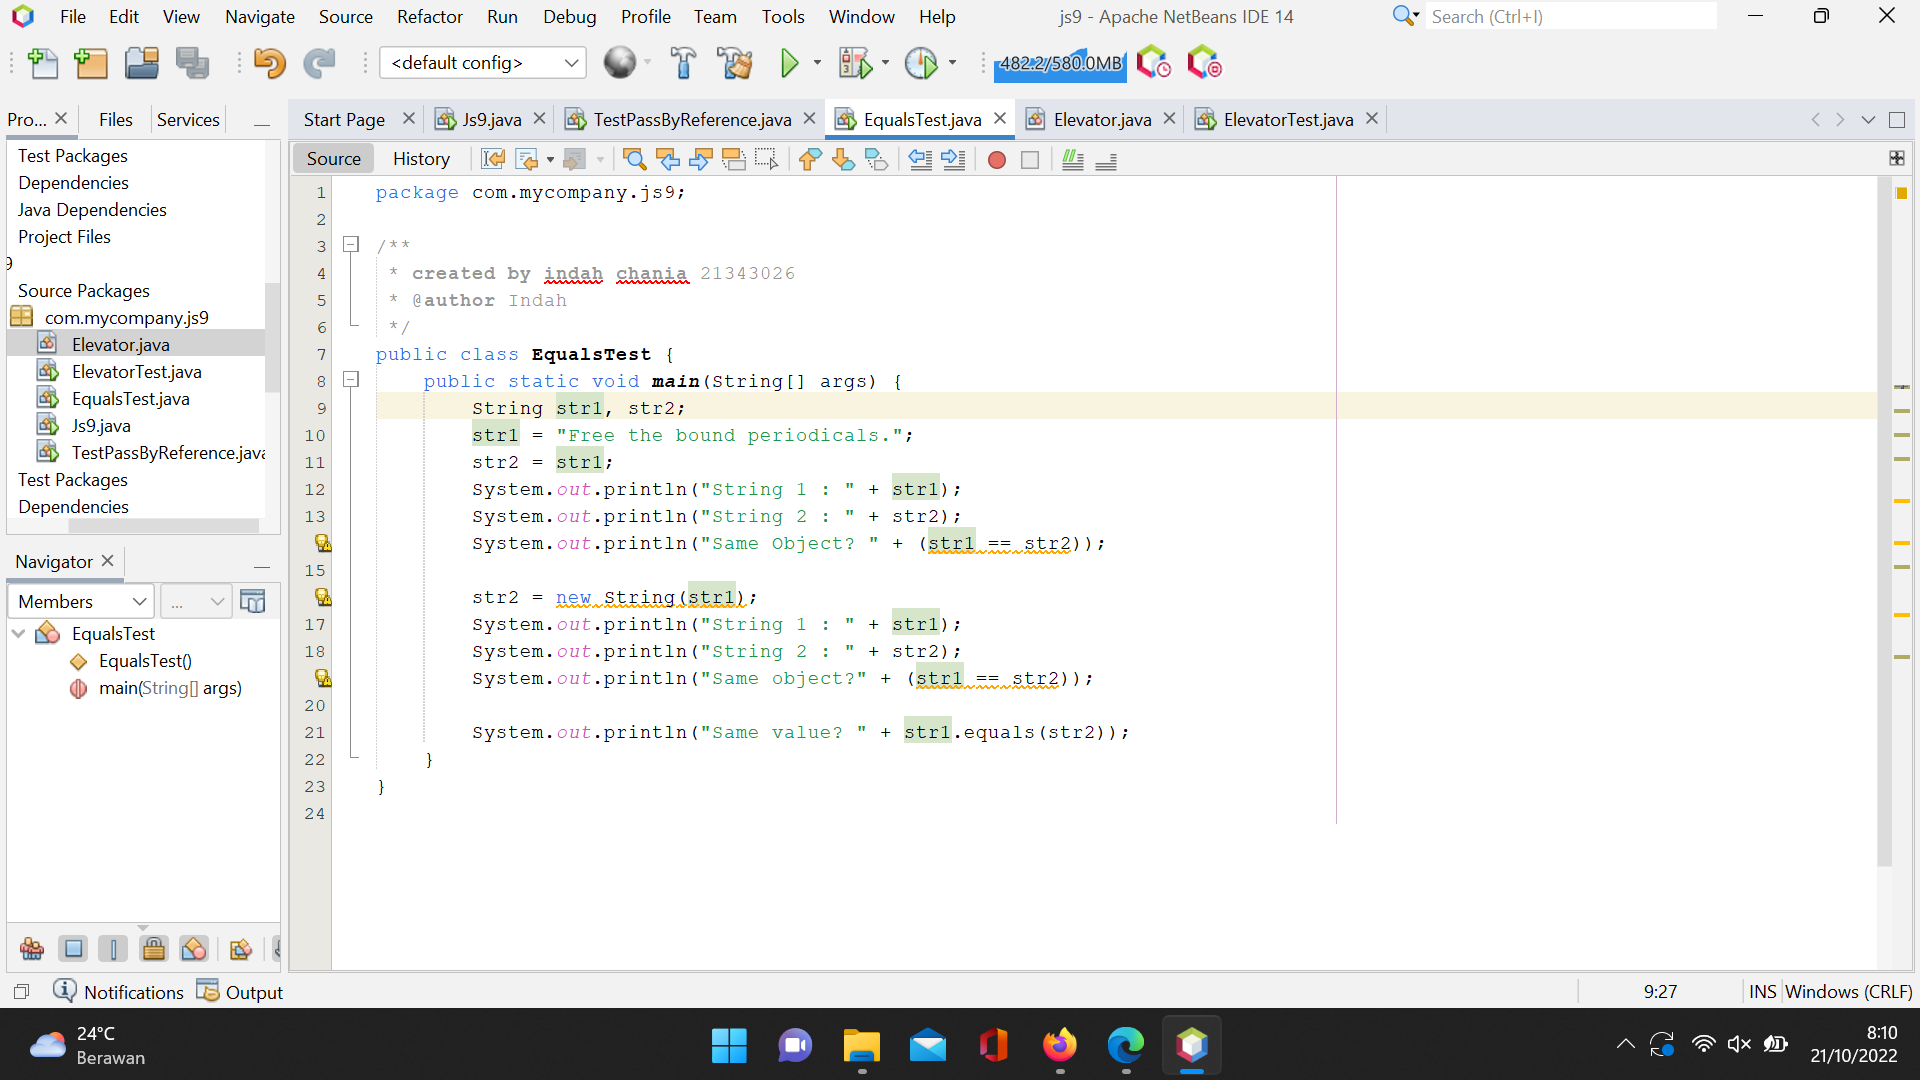 File Edit View Navigate Source Refactor Run Debug Profile Team Tools Window Help js9 - Apache NetBeans IDE 14 Search (Ctrl+I)
<default config> 482.2/580.0MB
Pro... Files Services
Start Page Js9.java TestPassByReference.java EqualsTest.java Elevator.java ElevatorTest.java
Source History
Test Packages
Dependencies
Java Dependencies
Project Files
9
Source Packages
com.mycompany.js9
Elevator.java
ElevatorTest.java
EqualsTest.java
Js9.java
TestPassByReference.java
Test Packages
Dependencies
Navigator
Members ...
EqualsTest
EqualsTest()
main(String[] args)
1 package com.mycompany.js9;
2
3 /**
4 * created by indah chania 21343026
5 * @author Indah
6 */
7 public class EqualsTest {
8 public static void main(String[] args) {
9 String str1, str2;
10 str1 = "Free the bound periodicals.";
11 str2 = str1;
12 System.out.println("String 1 : " + str1);
13 System.out.println("String 2 : " + str2);
System.out.println("Same Object? " + (str1 == str2));
15
str2 = new String(str1);
17 System.out.println("String 1 : " + str1);
18 System.out.println("String 2 : " + str2);
System.out.println("Same object?" + (str1 == str2));
20
21 System.out.println("Same value? " + str1.equals(str2));
22 }
23 }
24
Notifications Output 9:27 INS Windows (CRLF)
24°C
Berawan
8:10
21/10/2022